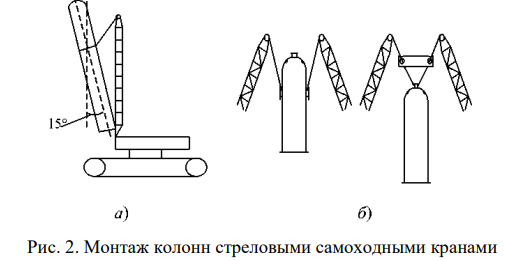 15°
а) б)
Рис. 2. Монтаж колонн стреловыми самоходными кранами